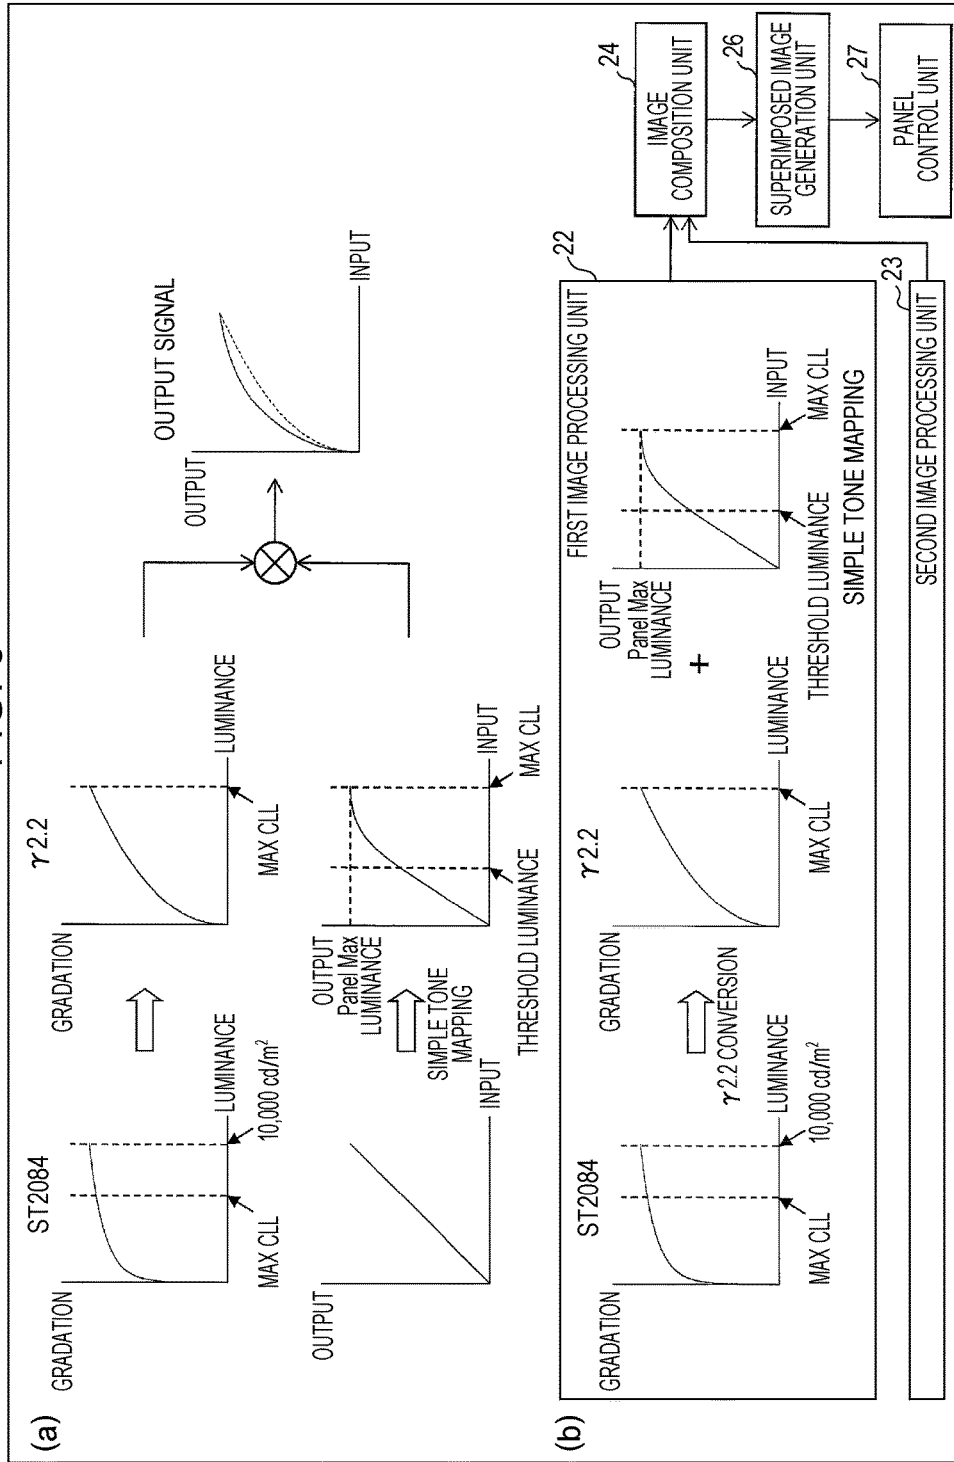 (a)
GRADATION
ST2084
LUMINANCE
MAX CLL
10,000 cd/m²
GRADATION
γ2.2
LUMINANCE
MAX CLL
OUTPUT
INPUT
SIMPLE TONE
MAPPING
OUTPUT
Panel Max
LUMINANCE
INPUT
THRESHOLD LUMINANCE
MAX CLL
OUTPUT SIGNAL
OUTPUT
INPUT
(b)
FIRST IMAGE PROCESSING UNIT
22
GRADATION
ST2084
LUMINANCE
MAX CLL
10,000 cd/m²
γ2.2 CONVERSION
GRADATION
γ2.2
LUMINANCE
MAX CLL
+
OUTPUT
Panel Max
LUMINANCE
INPUT
THRESHOLD LUMINANCE
MAX CLL
SIMPLE TONE MAPPING
SECOND IMAGE PROCESSING UNIT
23
24
IMAGE
COMPOSITION UNIT
26
SUPERIMPOSED IMAGE
GENERATION UNIT
27
PANEL
CONTROL UNIT